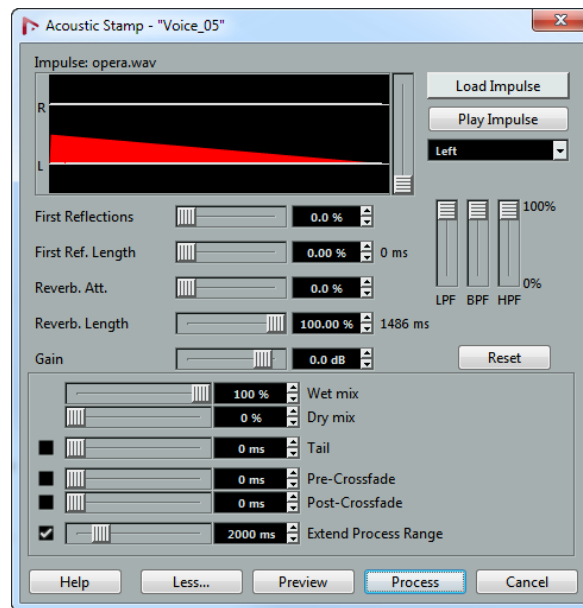 Acoustic Stamp - "Voice_05"
Impulse: opera.wav
R
L
Load Impulse
Play Impulse
Left
First Reflections 0.0 %
First Ref. Length 0.00 % 0 ms
Reverb. Att. 0.0 %
Reverb. Length 100.00 % 1486 ms
Gain 0.0 dB
100%
0%
LPF BPF HPF
Reset
100 % Wet mix
0 % Dry mix
0 ms Tail
0 ms Pre-Crossfade
0 ms Post-Crossfade
2000 ms Extend Process Range
Help Less... Preview Process Cancel